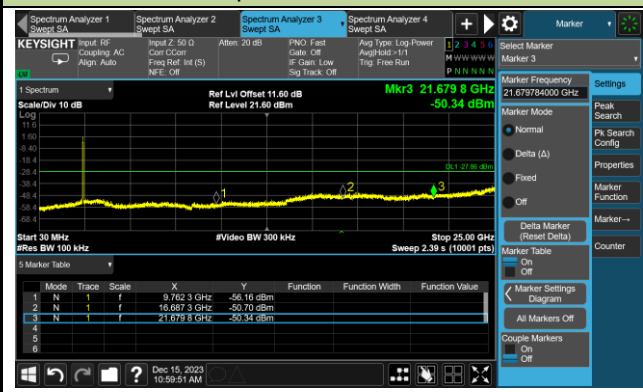 Spectrum Analyzer 1
Swept SA
Spectrum Analyzer 2
Swept SA
Spectrum Analyzer 3
Swept SA
Spectrum Analyzer 4
Swept SA
Marker
KEYSIGHT
Input: RF
Coupling: AC
Align: Auto
Input Z: 50 Ω
Corr CCorr
Freq Ref: Int (S)
NFE: Off
Atten: 20 dB
PNO: Fast
Gate: Off
IF Gain: Low
Sig Track: Off
Avg Type: Log-Power
Avg|Hold:>1/1
Trig: Free Run
1 2 3 4 5 6
M W W W W W
P N N N N N
LW
1 Spectrum
Scale/Div 10 dB
Ref Lvl Offset 11.60 dB
Ref Level 21.60 dBm
Mkr3 21.679 8 GHz
-50.34 dBm
Log
11.6
1.60
-8.40
-18.4
-28.4
-38.4
-48.4
-58.4
-68.4
DL1 -27.86 dBm
1
2
3
Start 30 MHz
#Res BW 100 kHz
#Video BW 300 kHz
Stop 25.00 GHz
Sweep 2.39 s (10001 pts)
5 Marker Table
Mode Trace Scale X Y Function Function Width Function Value
1 N 1 f 9.762 3 GHz -56.16 dBm
2 N 1 f 16.687 3 GHz -50.70 dBm
3 N 1 f 21.679 8 GHz -50.34 dBm
4
5
6
Dec 15, 2023
10:59:51 AM
Select Marker
Marker 3
Marker Frequency
21.679784000 GHz
Marker Mode
Normal
Delta (Δ)
Fixed
Off
Delta Marker
(Reset Delta)
Marker Table
On
Off
Marker Settings
Diagram
All Markers Off
Couple Markers
On
Off
Settings
Peak
Search
Pk Search
Config
Properties
Marker
Function
Marker→
Counter